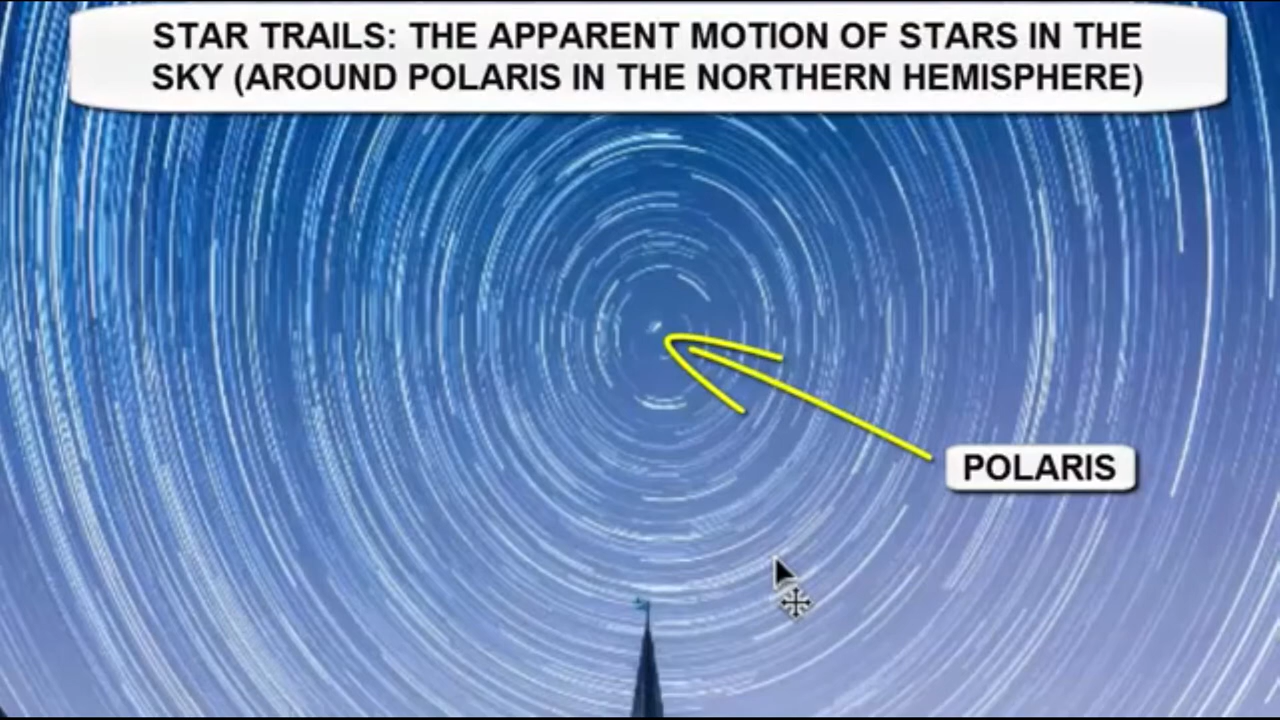 STAR TRAILS: THE APPARENT MOTION OF STARS IN THE
SKY (AROUND POLARIS IN THE NORTHERN HEMISPHERE)
POLARIS